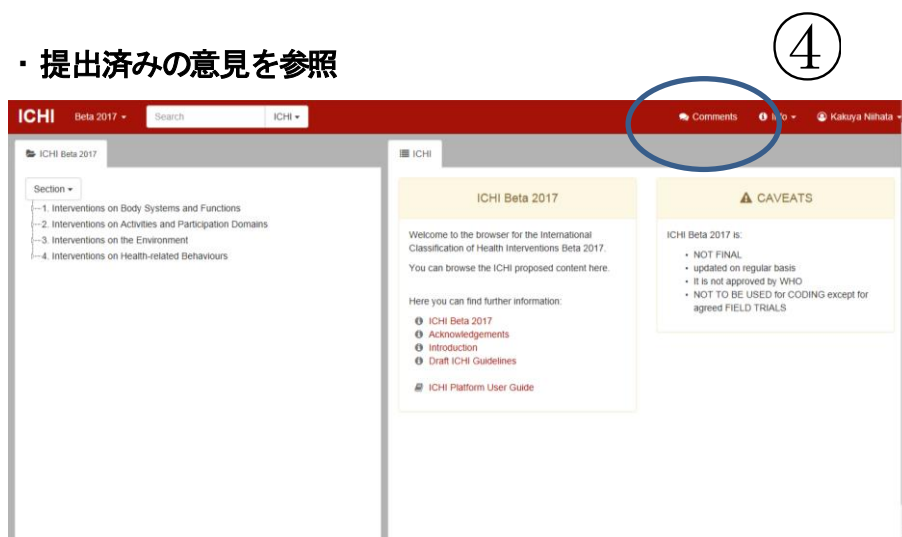 ・提出済みの意見を参照
④
ICHI Beta 2017 Search ICHI Comments Info Kakuya Niihata
ICHI Beta 2017
Section
1. Interventions on Body Systems and Functions
2. Interventions on Activities and Participation Domains
3. Interventions on the Environment
4. Interventions on Health-related Behaviours
ICHI
ICHI Beta 2017
Welcome to the browser for the International
Classification of Health Interventions Beta 2017.
You can browse the ICHI proposed content here.
Here you can find further information:
ICHI Beta 2017
Acknowledgements
Introduction
Draft ICHI Guidelines
ICHI Platform User Guide
CAVEATS
ICHI Beta 2017 is:
• NOT FINAL
• updated on regular basis
• It is not approved by WHO
• NOT TO BE USED for CODING except for
agreed FIELD TRIALS